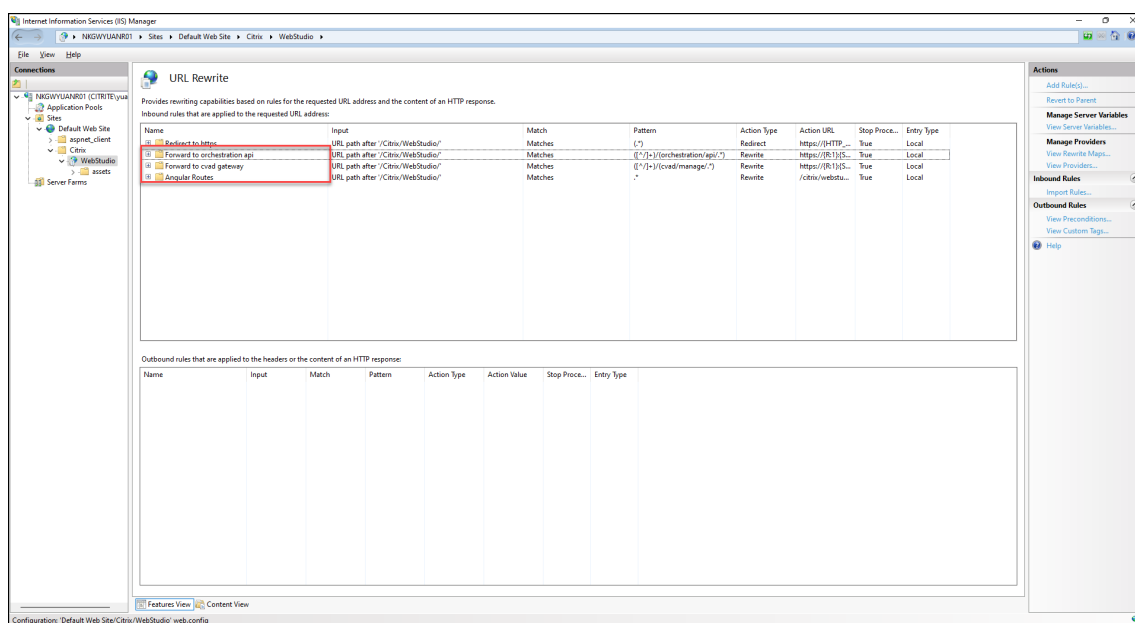 Internet Information Services (IIS) Manager
NKGWYUANR01 ▸ Sites ▸ Default Web Site ▸ Citrix ▸ WebStudio ▸
File View Help
Connections
NKGWYUANR01 (CITRITE\yua
Application Pools
Sites
Default Web Site
aspnet_client
Citrix
WebStudio
assets
Server Farms
URL Rewrite
Provides rewriting capabilities based on rules for the requested URL address and the content of an HTTP response.
Inbound rules that are applied to the requested URL address:
Name Input Match Pattern Action Type Action URL Stop Proce... Entry Type
Redirect to https URL path after '/Citrix/WebStudio/' Matches (.*) Redirect https://{HTTP_... True Local
Forward to orchestration api URL path after '/Citrix/WebStudio/' Matches ([^/]+)/(orchestration/api/.*) Rewrite https://{R:1}:{S... True Local
Forward to cvad gateway URL path after '/Citrix/WebStudio/' Matches ([^/]+)/(cvad/manage/.*) Rewrite https://{R:1}:{S... True Local
Angular Routes URL path after '/Citrix/WebStudio/' Matches .* Rewrite /citrix/webstu... True Local
Outbound rules that are applied to the headers or the content of an HTTP response:
Name Input Match Pattern Action Type Action Value Stop Proce... Entry Type
Features View Content View
Configuration: 'Default Web Site/Citrix/WebStudio' web.config
Actions
Add Rule(s)...
Revert to Parent
Manage Server Variables
View Server Variables...
Manage Providers
View Rewrite Maps...
View Providers...
Inbound Rules
Import Rules...
Outbound Rules
View Preconditions...
View Custom Tags...
Help